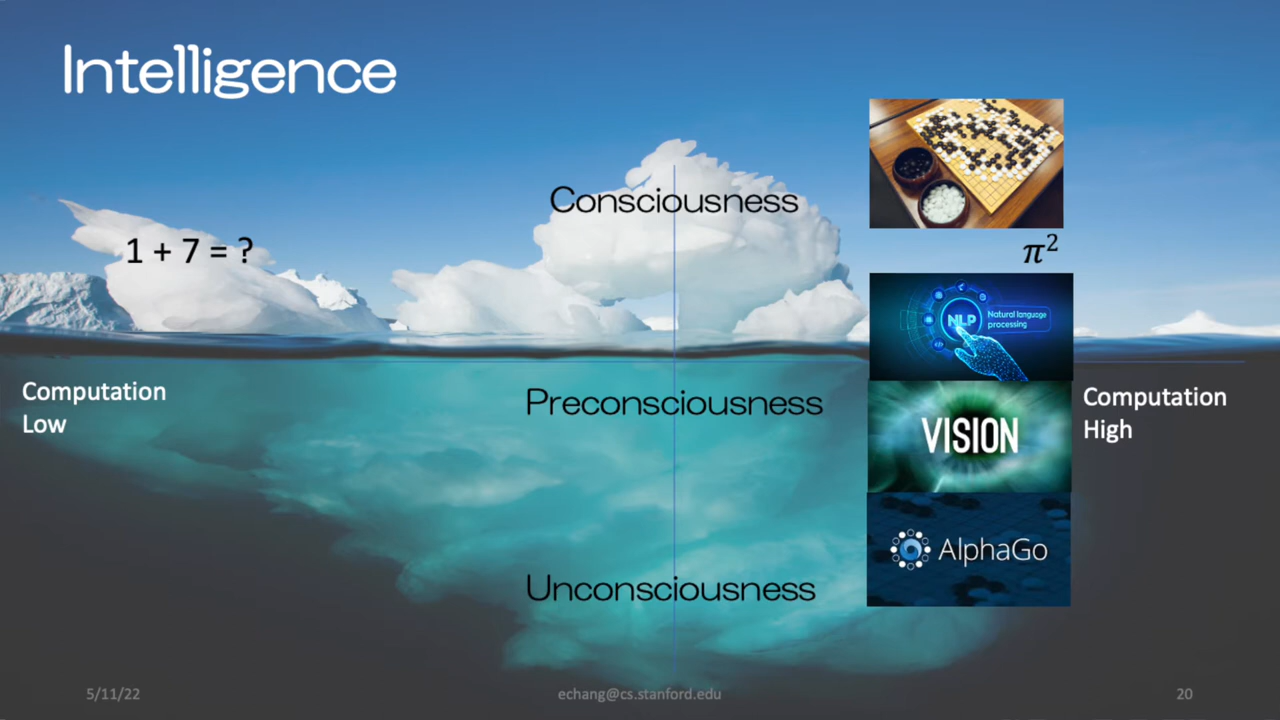 Intelligence
Consciousness
1 + 7 = ?
π²
NLP
Natural language
processing
Computation
Low
Preconsciousness
Computation
High
VISION
AlphaGo
Unconsciousness
5/11/22
echang@cs.stanford.edu
20